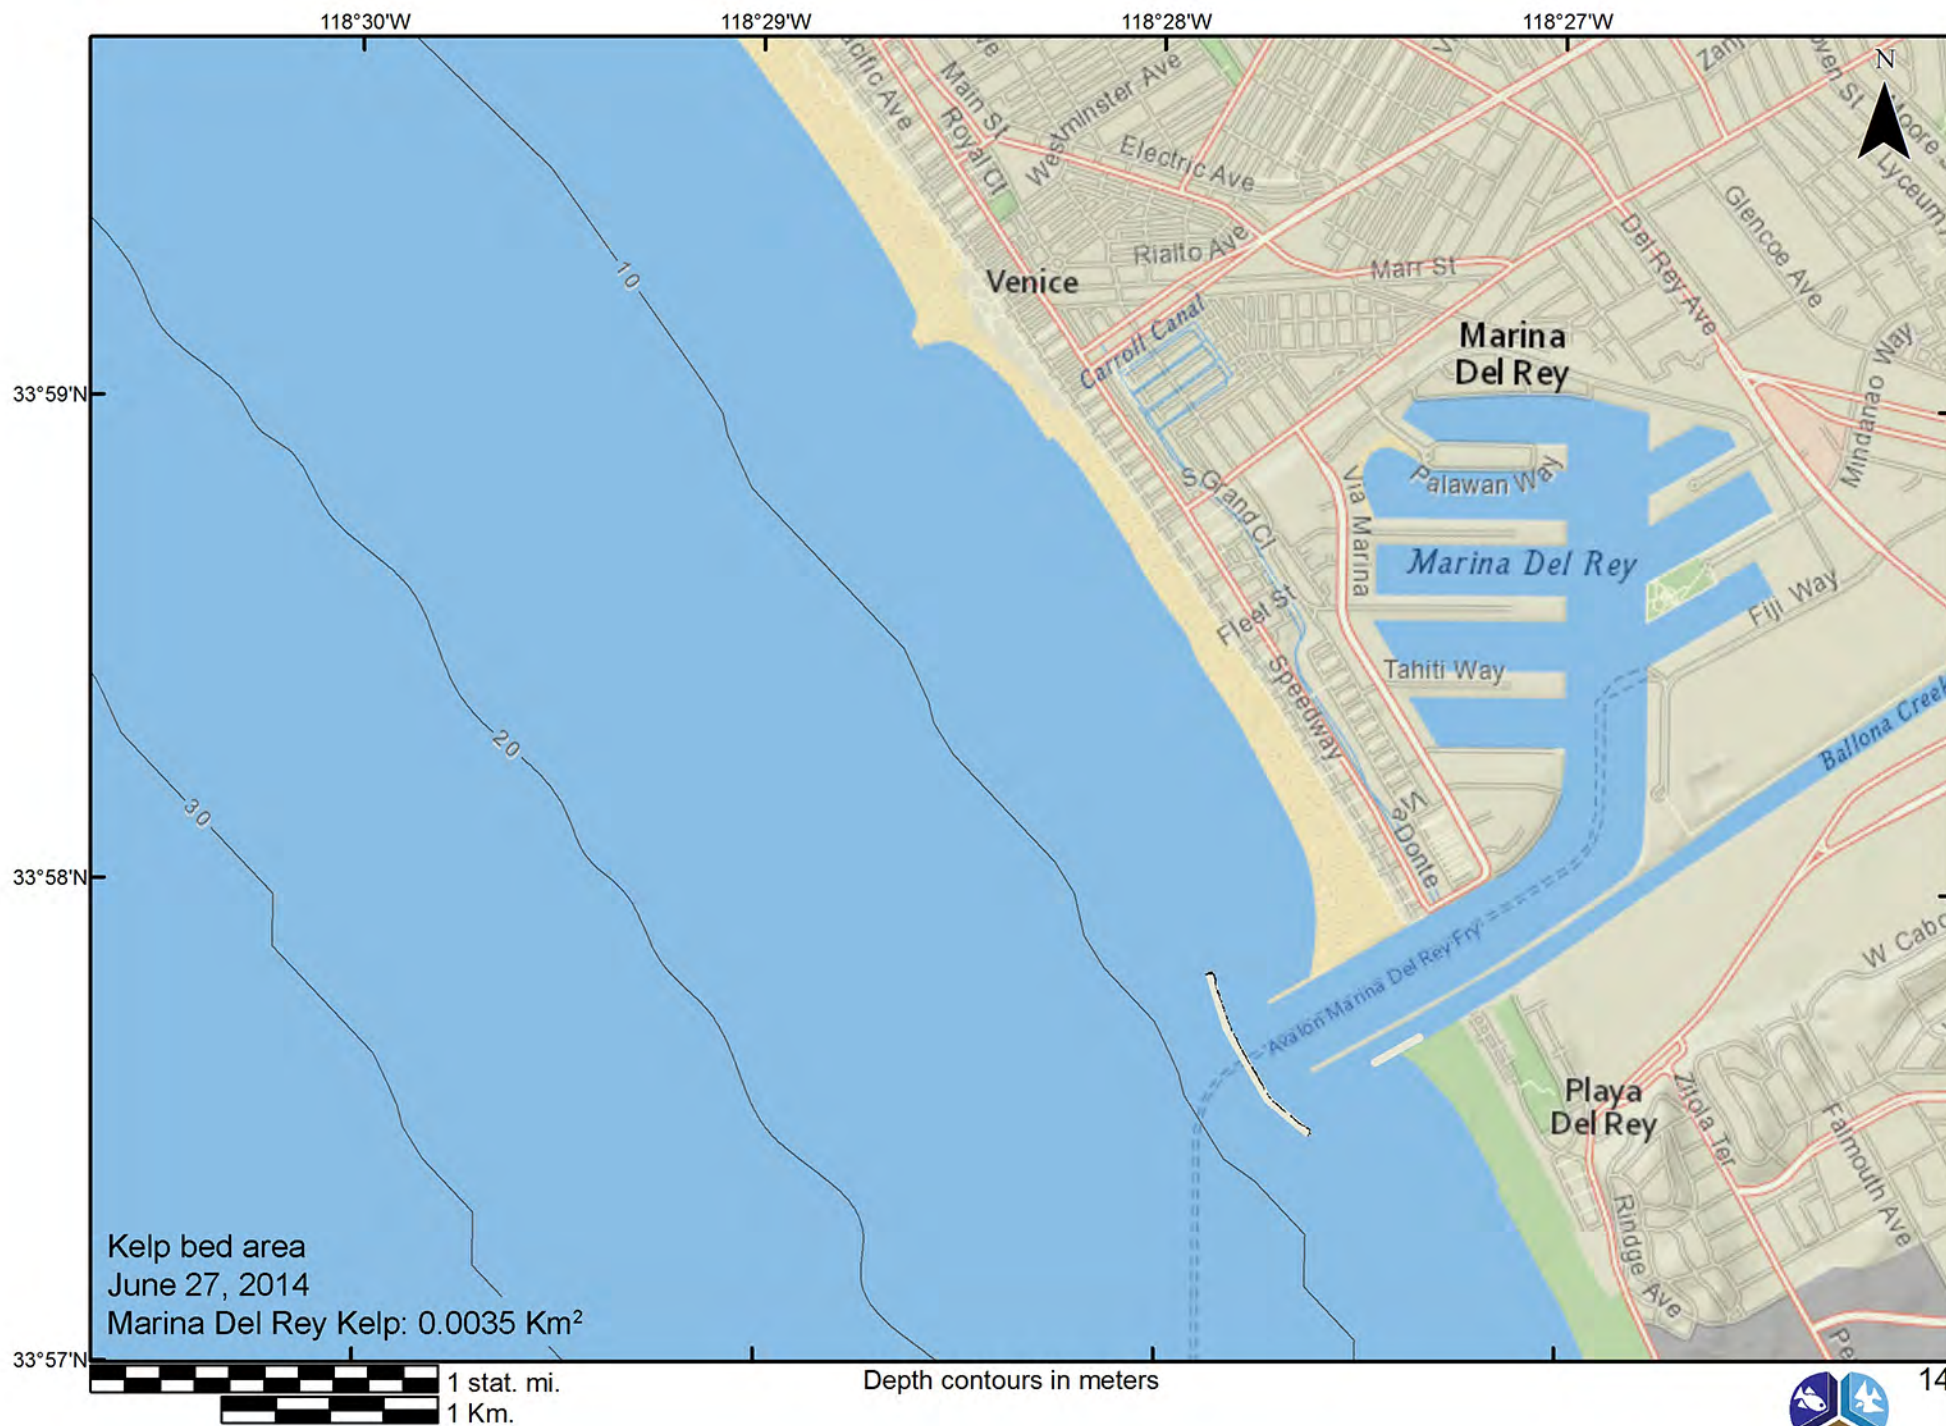 118°30'W
118°29'W
118°28'W
118°27'W
N
Main St
Royal Ct
Westminster Ave
Electric Ave
Moore
Lyceum
Glencoe Ave
Del Rey Ave
Rialto Ave
Marr St
Venice
10
Carroll Canal
Marina
Del Rey
Mindanao Way
33°59'N
Palawan Way
S Grand Cl
Via Marina
Marina Del Rey
Fiji Way
Fleet St
Tahiti Way
Speedway
Ballona Creek
20
30
Via Donte
33°58'N
W Cabo
Avalon Marina Del Rey Fry
Playa
Del Rey
Zitola Ter
Falmouth Ave
Rindge Ave
Kelp bed area
June 27, 2014
Marina Del Rey Kelp: 0.0035 Km²
33°57'N
1 stat. mi.
Depth contours in meters
14
1 Km.